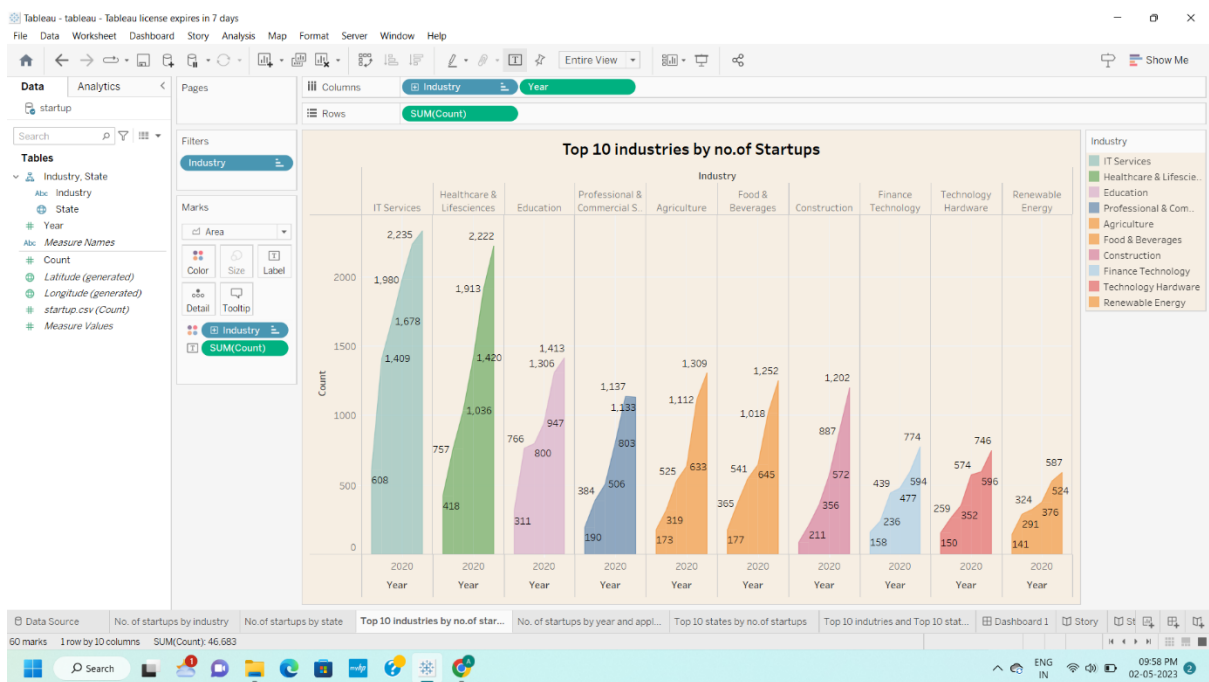 Tableau - tableau - Tableau license expires in 7 days
File Data Worksheet Dashboard Story Analysis Map Format Server Window Help
Entire View
Show Me
Data Analytics
startup
Search
Tables
Industry, State
Abc Industry
State
# Year
Abc Measure Names
# Count
Latitude (generated)
Longitude (generated)
# startup.csv (Count)
# Measure Values
Pages
Filters
Industry
Marks
Area
Color Size Label
Detail Tooltip
Industry
SUM(Count)
Columns Industry Year
Rows SUM(Count)
Top 10 industries by no.of Startups
Industry
IT Services
Healthcare & Lifesciences
Education
Professional & Commercial S..
Agriculture
Food & Beverages
Construction
Finance Technology
Technology Hardware
Renewable Energy
Count
2000
1500
1000
500
0
2,235
1,980
1,678
1,409
608
2,222
1,913
1,420
1,036
757
418
1,413
1,306
947
766
800
311
1,137
1,133
803
384
506
190
1,309
1,112
525
633
319
173
1,252
1,018
541
645
365
177
1,202
887
572
356
211
774
439
594
477
236
158
746
574
596
259
352
150
587
524
324
376
291
141
2020 2020 2020 2020 2020 2020 2020 2020 2020 2020
Year Year Year Year Year Year Year Year Year Year
Industry
IT Services
Healthcare & Lifescie..
Education
Professional & Com..
Agriculture
Food & Beverages
Construction
Finance Technology
Technology Hardware
Renewable Energy
Data Source No. of startups by industry No.of startups by state Top 10 industries by no.of star... No. of startups by year and appl... Top 10 states by no.of startups Top 10 indutries and Top 10 stat... Dashboard 1 Story St
60 marks 1 row by 10 columns SUM(Count): 46,683
Search
1
myhp
A
ENG
IN
09:58 PM
02-05-2023
2